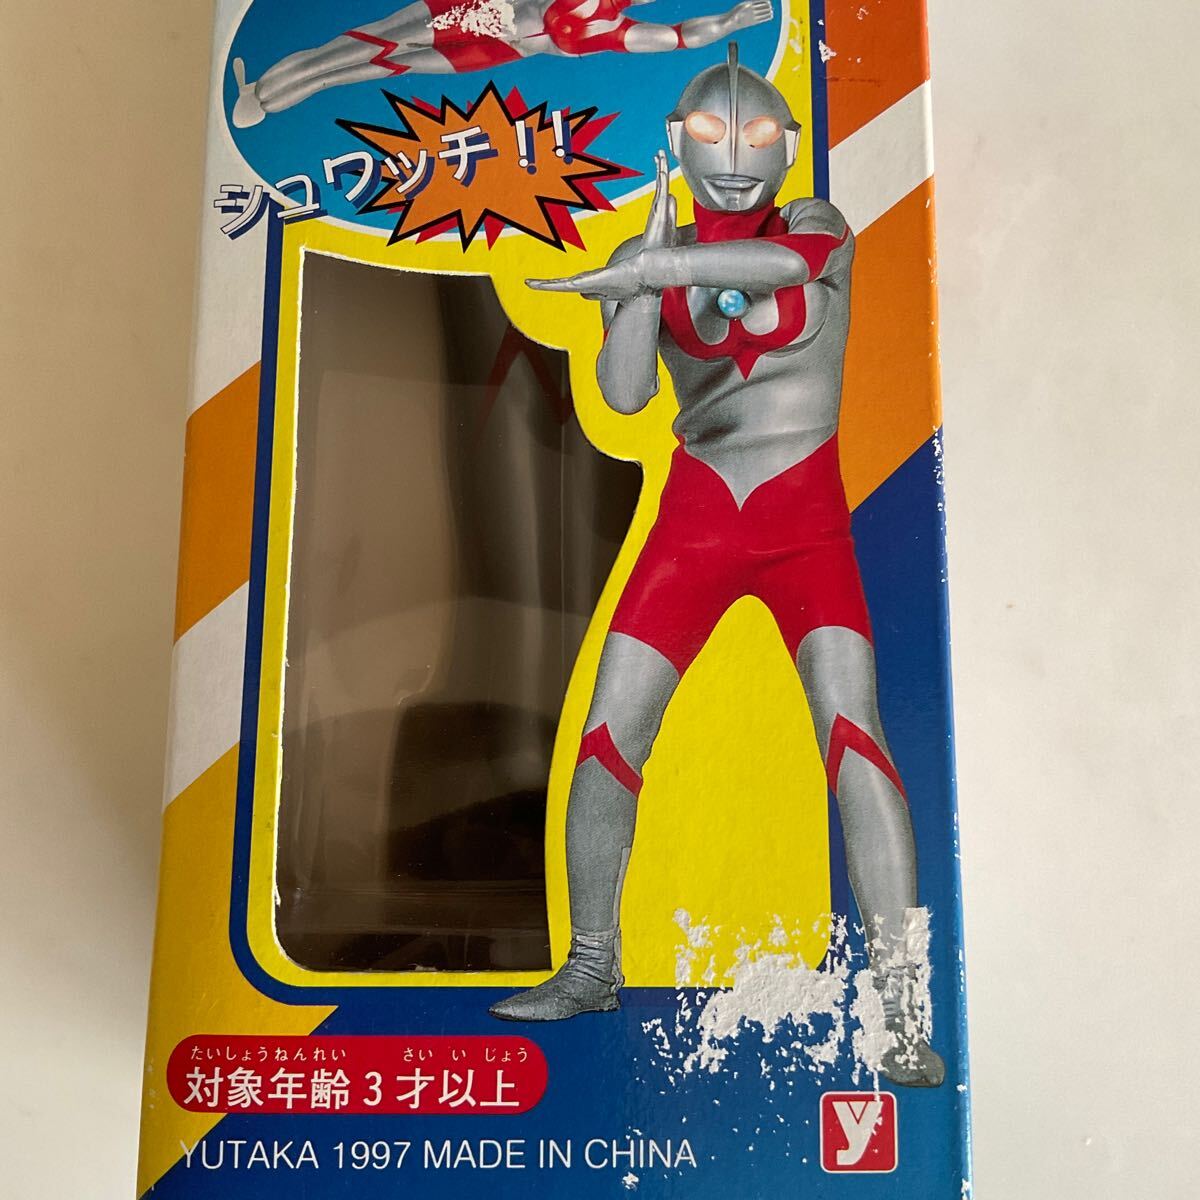 シュワッチ!!
たいしょうねんれい さい い じょう
対象年齢3才以上
YUTAKA 1997 MADE IN CHINA
y